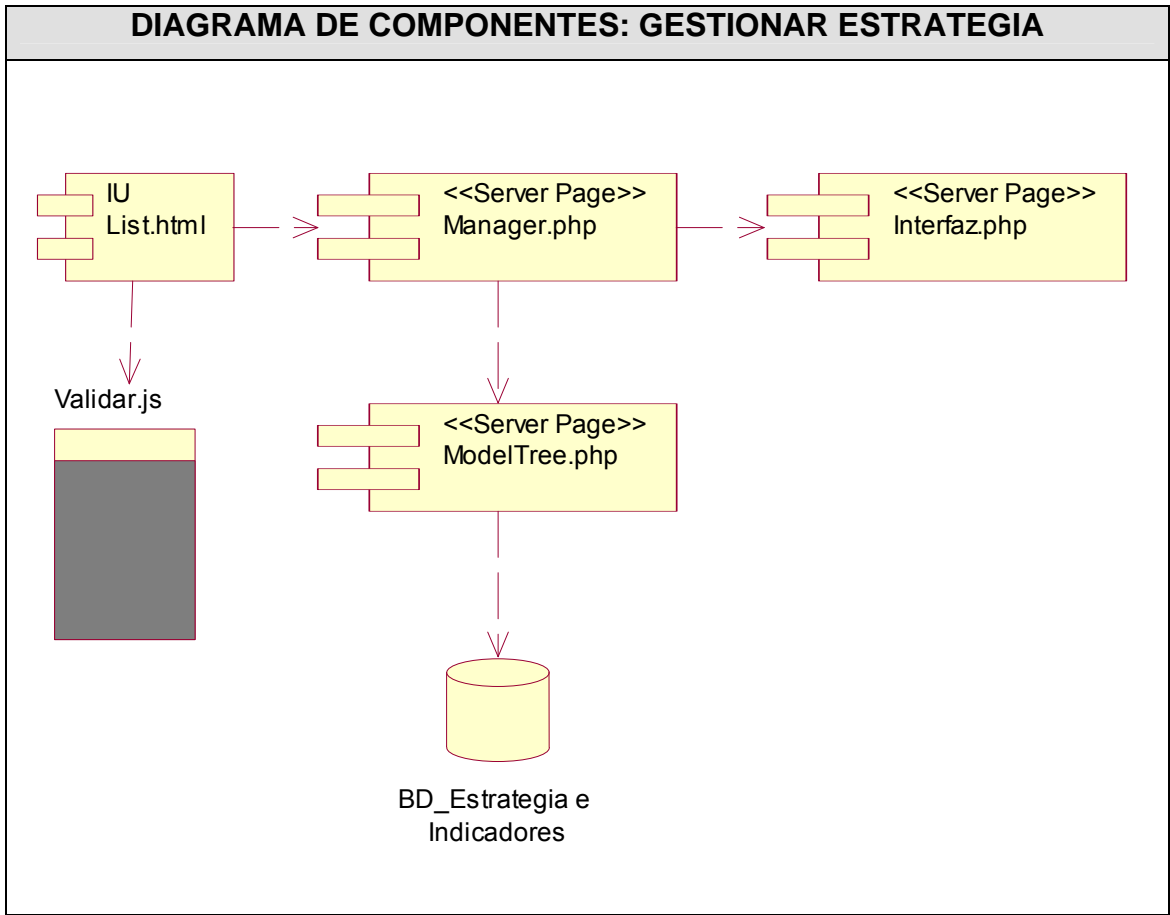 DIAGRAMA DE COMPONENTES: GESTIONAR ESTRATEGIA
IU
List.html
<<Server Page>>
Manager.php
<<Server Page>>
Interfaz.php
Validar.js
<<Server Page>>
ModelTree.php
BD_Estrategia e
Indicadores